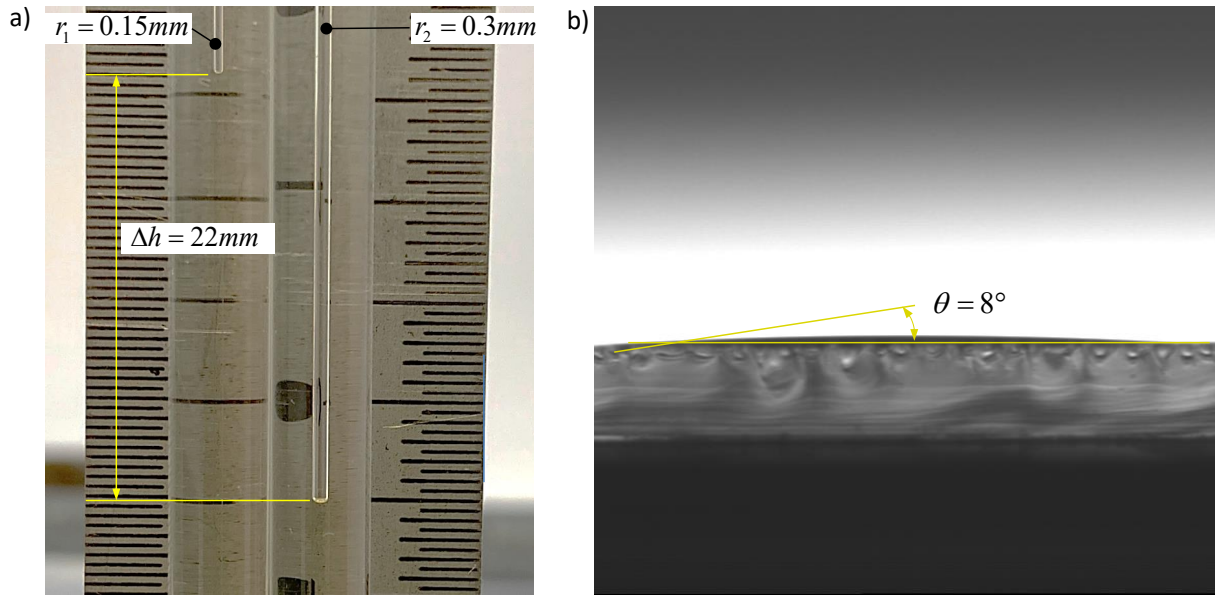 a)
r₁ = 0.15mm
r₂ = 0.3mm
Δh = 22mm
b)
θ = 8°